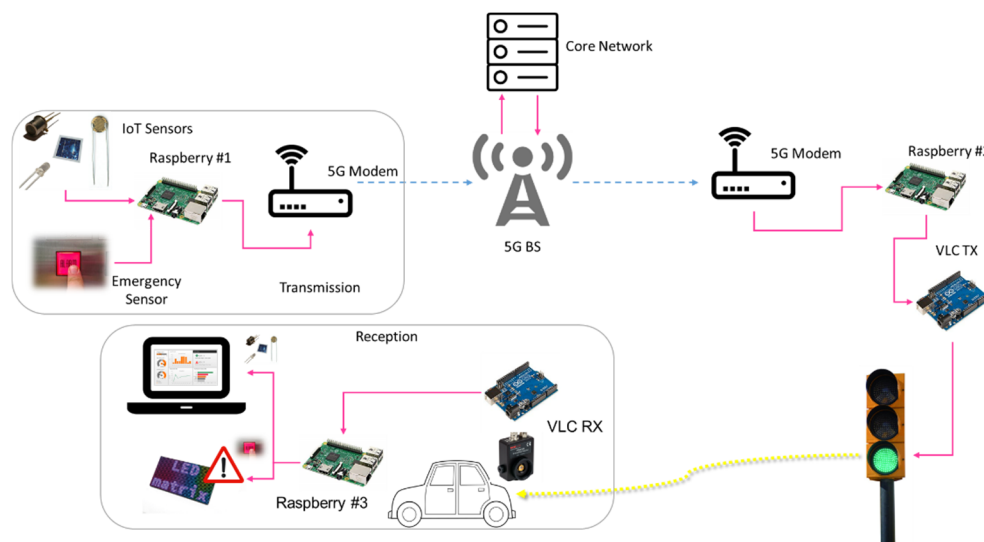 Core Network
IoT Sensors
Raspberry #1
5G Modem
5G Modem
Raspberry #2
5G BS
VLC TX
Emergency
Sensor
Transmission
Reception
VLC RX
LED
matrix
Raspberry #3